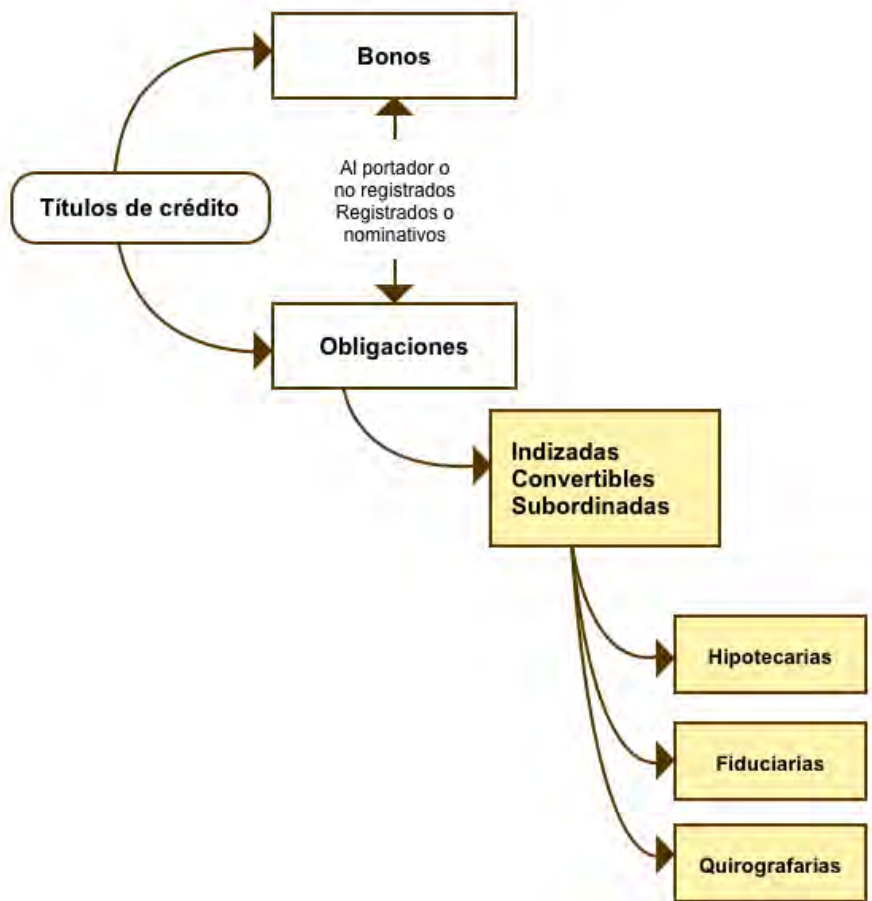 Bonos
Al portador o
no registrados
Registrados o
nominativos
Títulos de crédito
Obligaciones
Indizadas
Convertibles
Subordinadas
Hipotecarias
Fiduciarias
Quirografarias